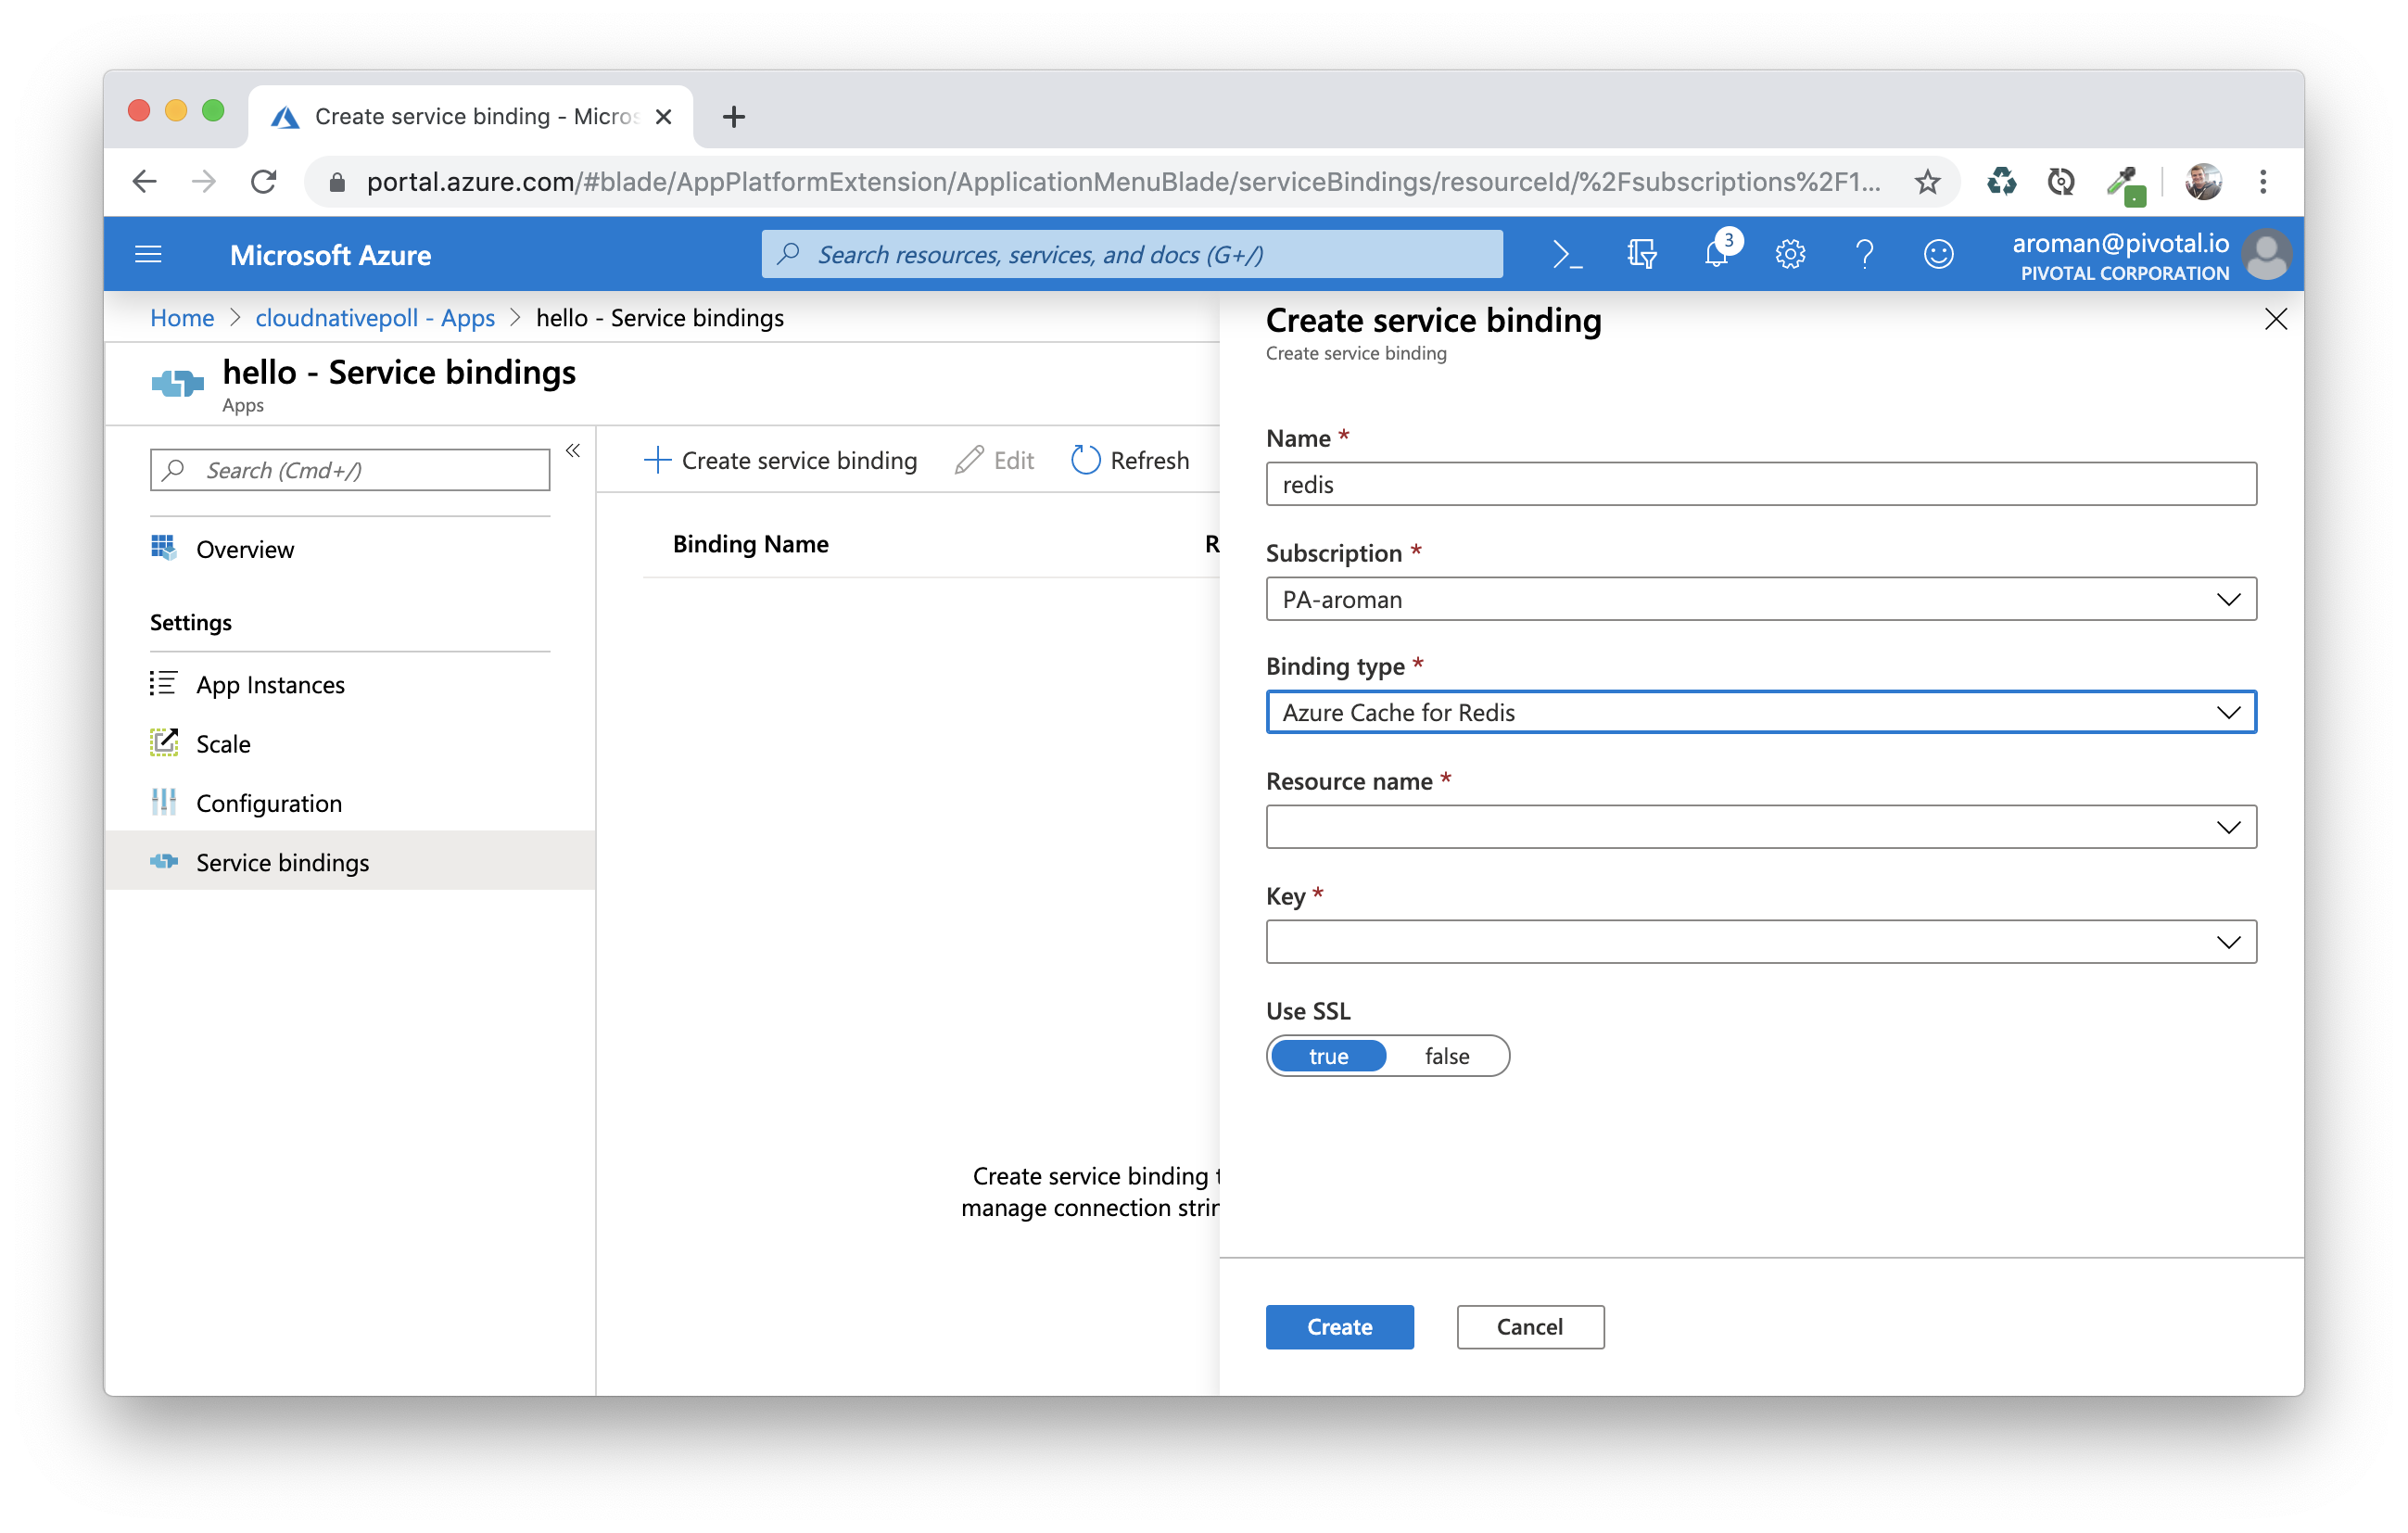 Create service binding - Micros
portal.azure.com/#blade/AppPlatformExtension/ApplicationMenuBlade/serviceBindings/resourceId/%2Fsubscriptions%2F1...
Microsoft Azure
Search resources, services, and docs (G+/)
3
aroman@pivotal.io
PIVOTAL CORPORATION
Home > cloudnativepoll - Apps > hello - Service bindings
hello - Service bindings
Apps
Search (Cmd+/)
Overview
Settings
App Instances
Scale
Configuration
Service bindings
Create service binding
Edit
Refresh
Binding Name
R
Create service binding t
manage connection strin
Create service binding
Create service binding
Name *
redis
Subscription *
PA-aroman
Binding type *
Azure Cache for Redis
Resource name *
Key *
Use SSL
true false
Create
Cancel